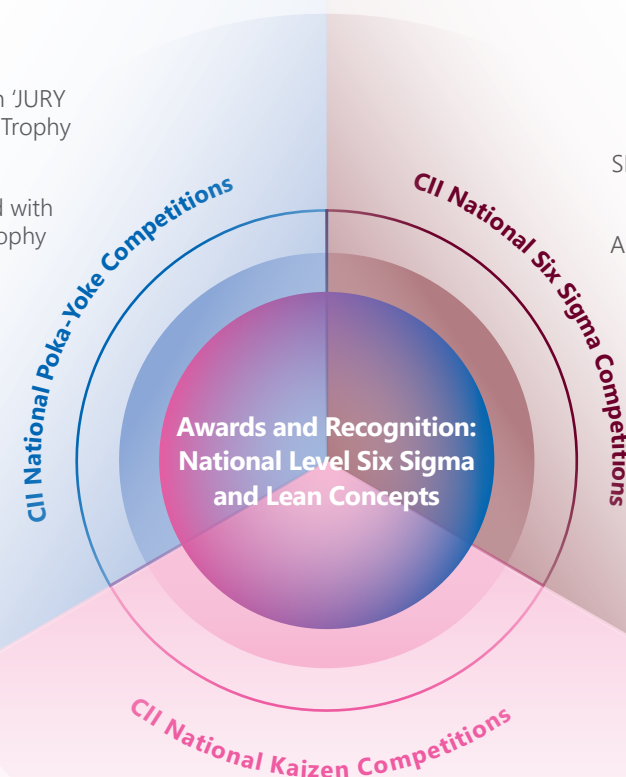 ‘JURY
Trophy
with
CII National Poka-Yoke Competitions
CII National Six Sigma Competitions
Awards and Recognition:
National Level Six Sigma
and Lean Concepts
CII National Kaizen Competitions